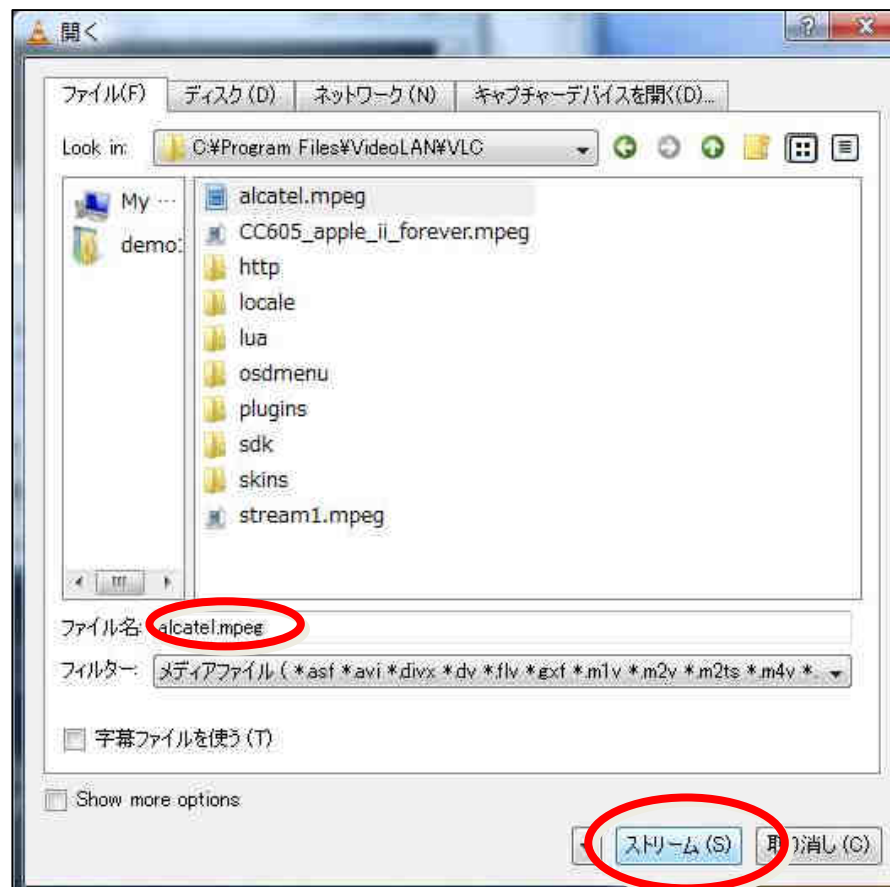 開く
ファイル(F) ディスク(D) ネットワーク(N) キャプチャーデバイスを開く(D)...
Look in: C:¥Program Files¥VideoLAN¥VLC
My ...
demo
alcatel.mpeg
CC605_apple_ii_forever.mpeg
http
locale
lua
osdmenu
plugins
sdk
skins
stream1.mpeg
ファイル名: alcatel.mpeg
フィルター: メディアファイル ( *.asf *.avi *.divx *.dv *.flv *.gxf *.m1v *.m2v *.m2ts *.m4v *.
字幕ファイルを使う(T)
Show more options
ストリーム(S) 取り消し(C)